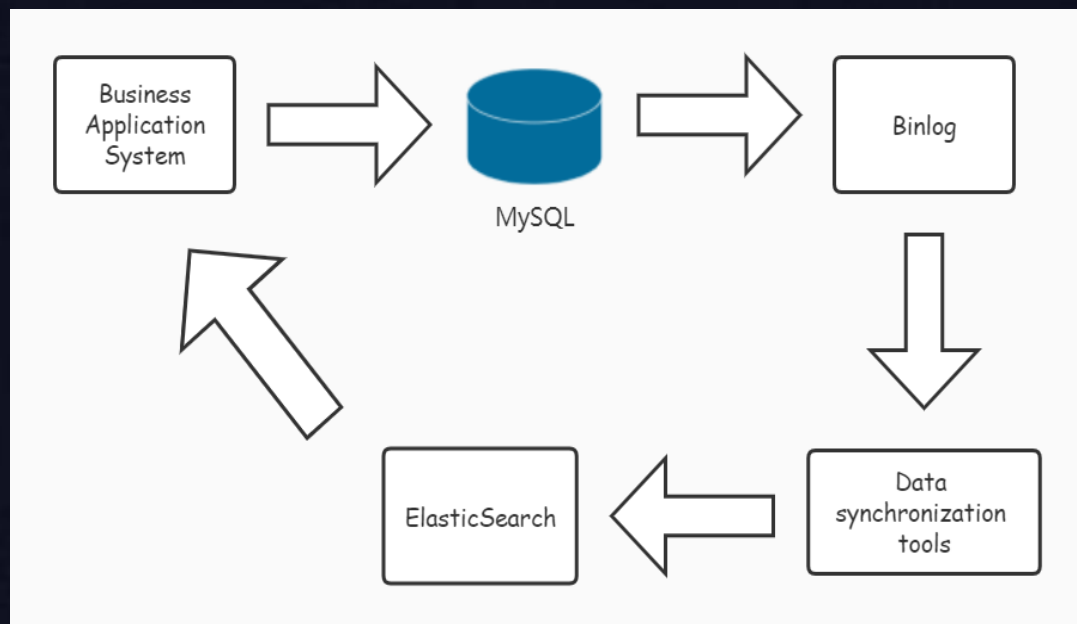 Business
Application
System
MySQL
Binlog
Data
synchronization
tools
ElasticSearch